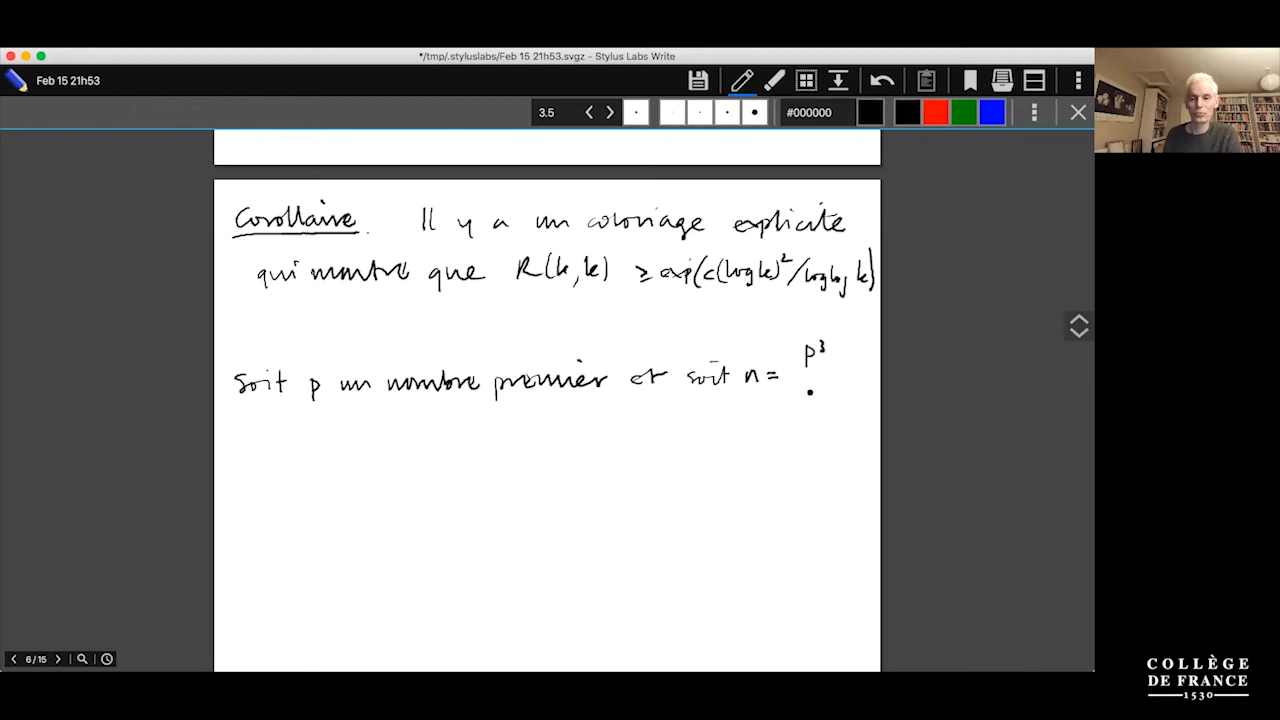 */tmp/.styluslabs/Feb 15 21h53.svgz - Stylus Labs Write
Feb 15 21h53
3.5
#000000
Corollaire. Il y a un coloriage explicite
qui montre que R(k,k) ≥ exp(c(log k)²/log log k)
Soit p un nombre premier et soit n = p³
6/15
COLLÈGE
DE FRANCE
1530